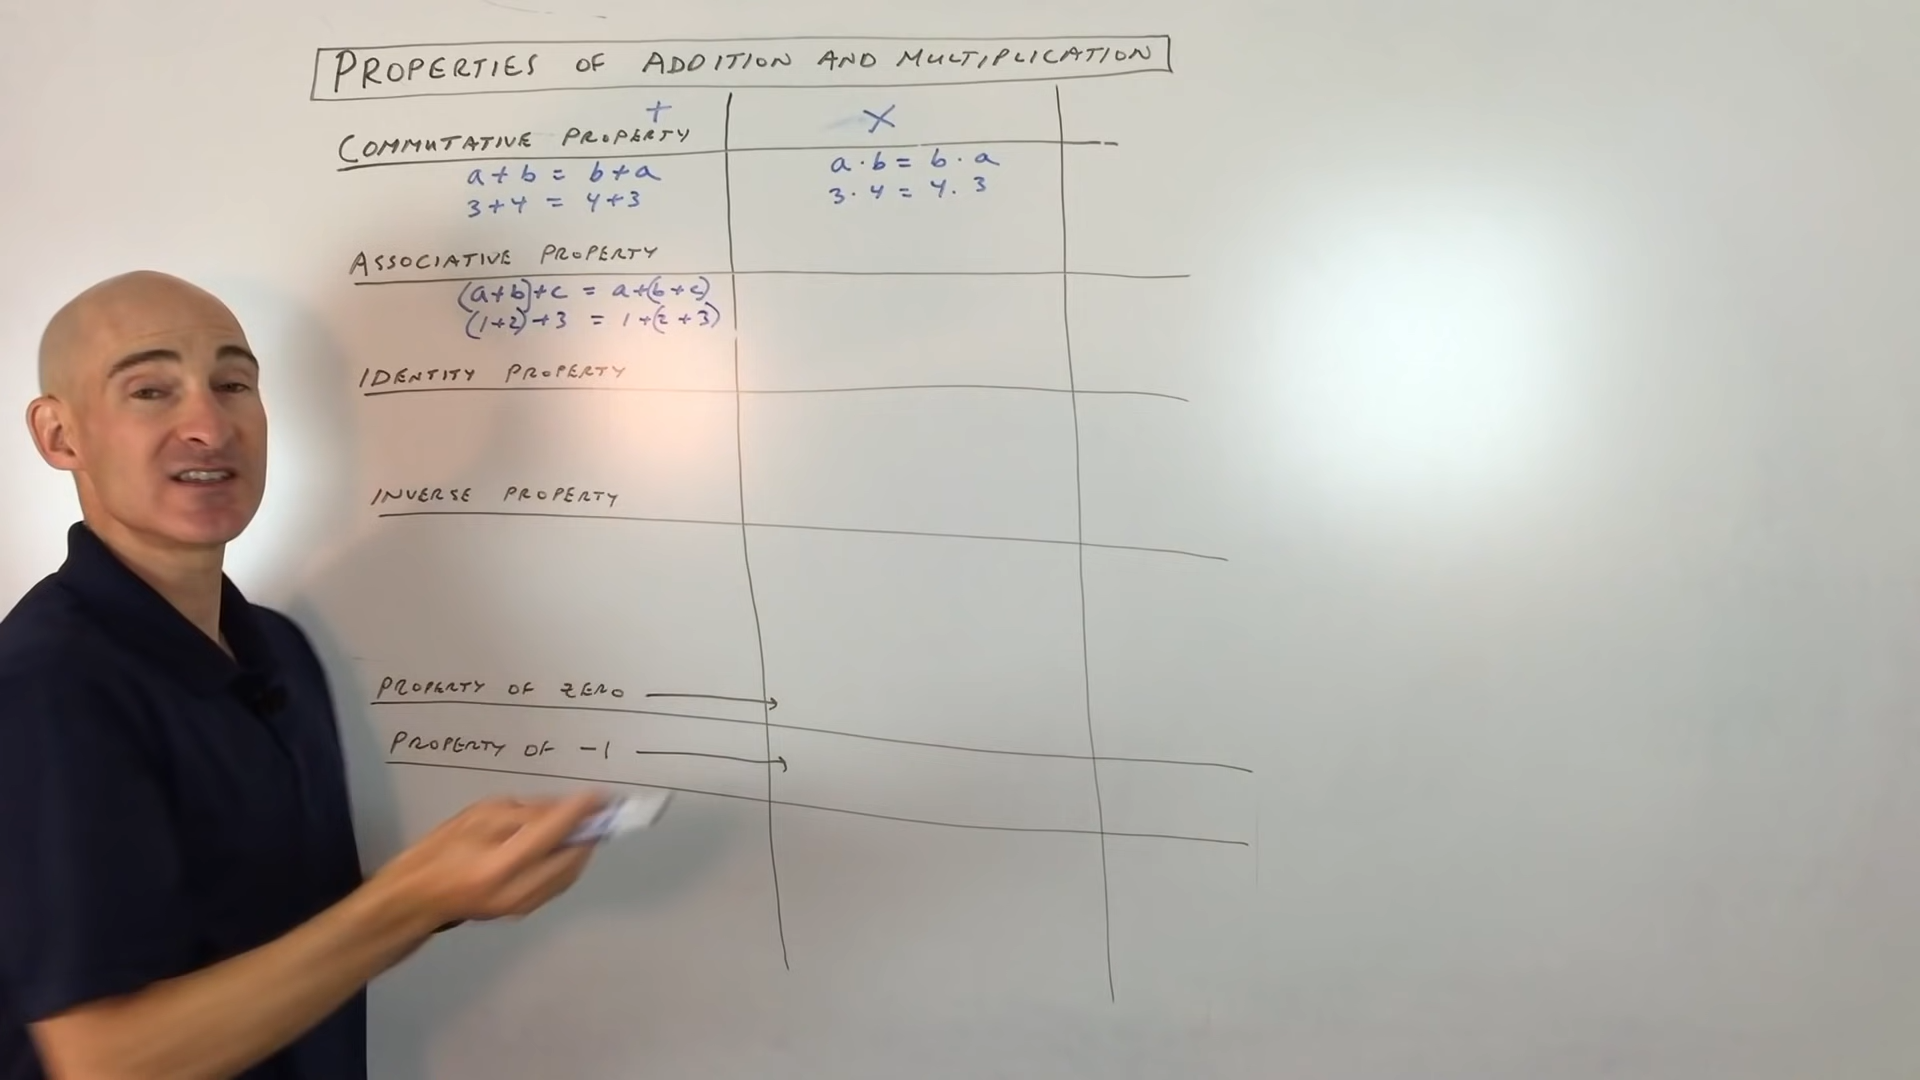 PROPERTIES OF ADDITION AND MULTIPLICATION
+ X
COMMUTATIVE PROPERTY
a + b = b + a
a · b = b · a
3 + 4 = 4 + 3
3 · 4 = 4 · 3
ASSOCIATIVE PROPERTY
(a + b) + c = a + (b + c)
(1 + 2) + 3 = 1 + (2 + 3)
IDENTITY PROPERTY
INVERSE PROPERTY
PROPERTY OF ZERO →
PROPERTY OF -1 →